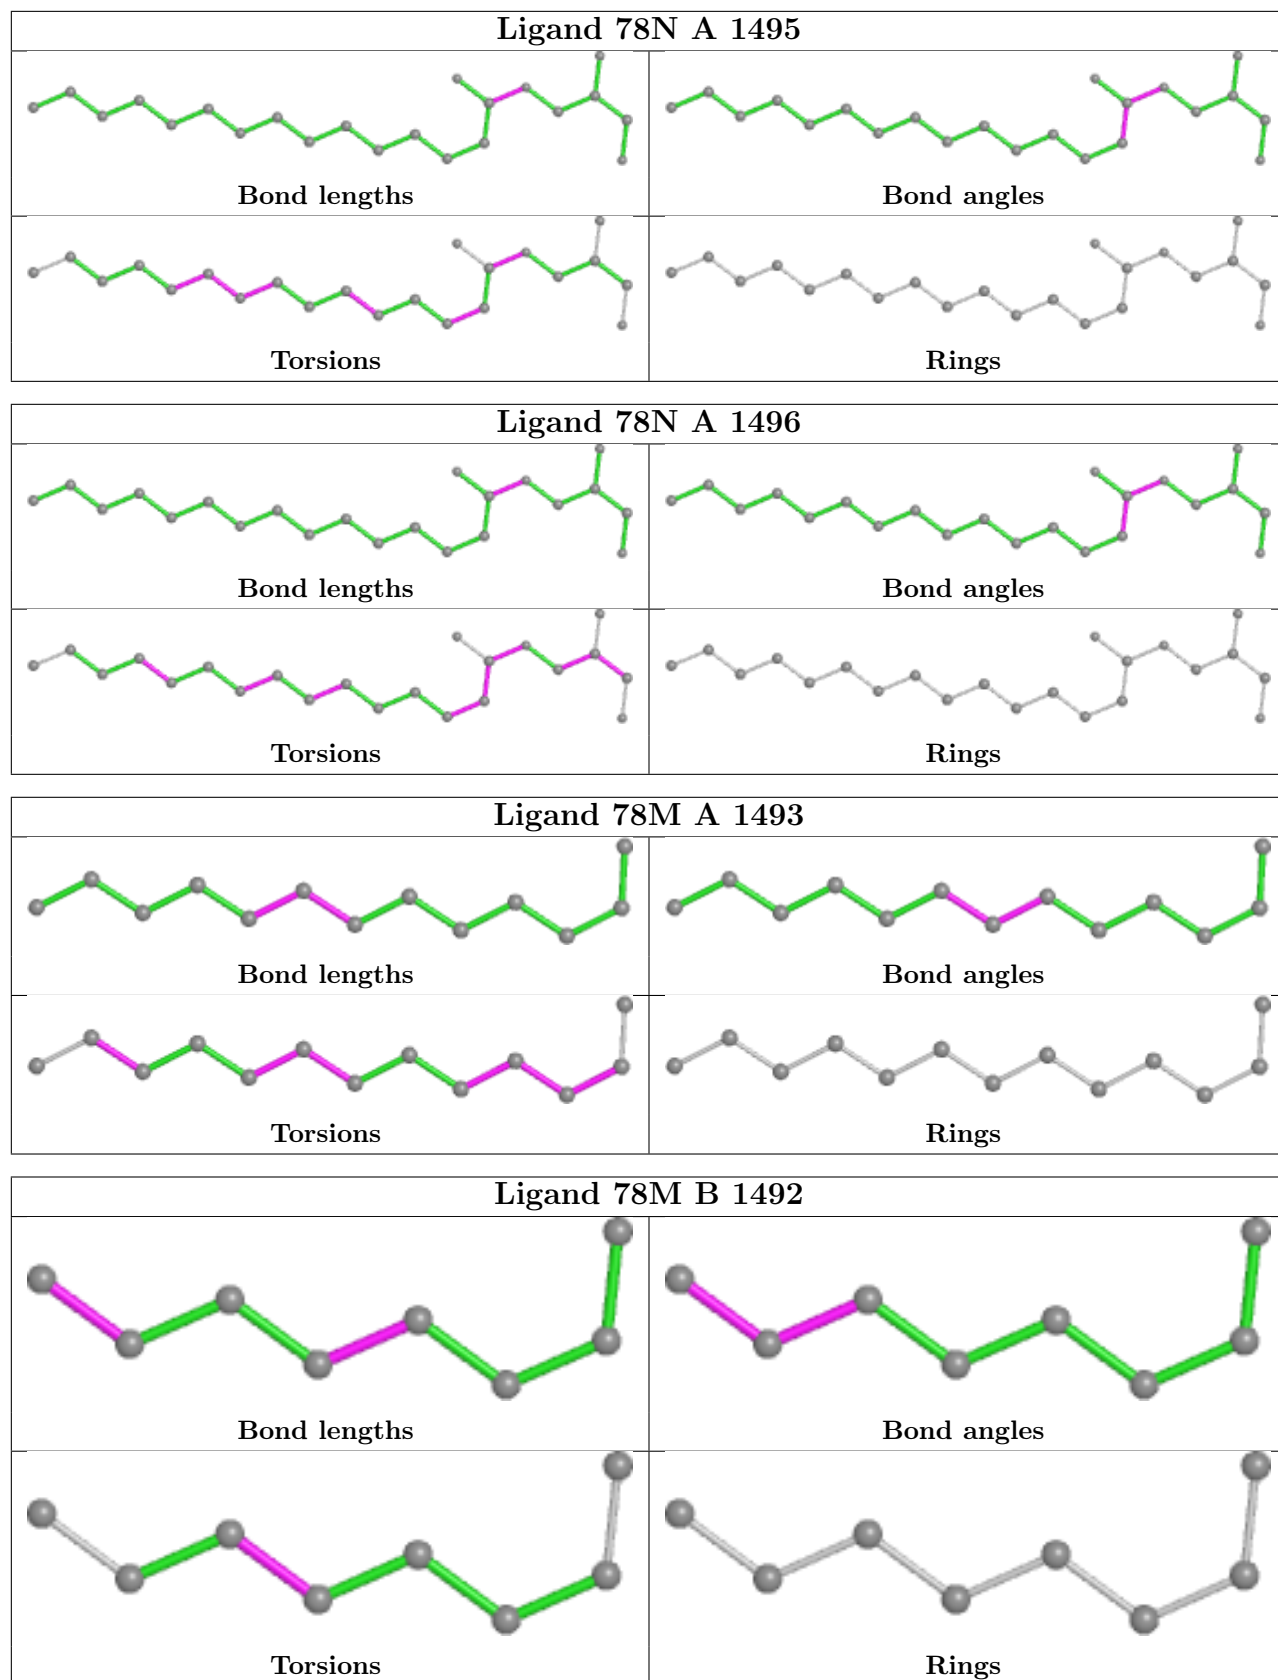 Ligand 78N A 1495
Bond lengths
Bond angles
Torsions
Rings
Ligand 78N A 1496
Bond lengths
Bond angles
Torsions
Rings
Ligand 78M A 1493
Bond lengths
Bond angles
Torsions
Rings
Ligand 78M B 1492
Bond lengths
Bond angles
Torsions
Rings